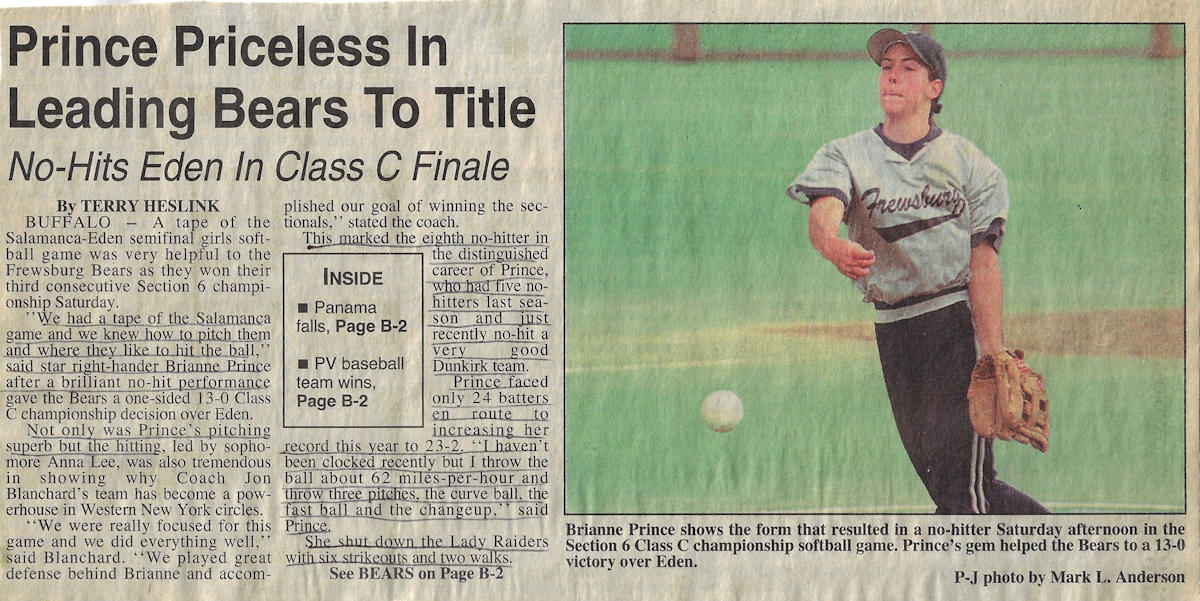 Prince Priceless In
Leading Bears To Title
No-Hits Eden In Class C Finale
By TERRY HESLINK
BUFFALO — A tape of the
Salamanca-Eden semifinal girls soft-
ball game was very helpful to the
Frewsburg Bears as they won their
third consecutive Section 6 champi-
onship Saturday.
"We had a tape of the Salamanca
game and we knew how to pitch them
and where they like to hit the ball,"
said star right-hander Brianne Prince
after a brilliant no-hit performance
gave the Bears a one-sided 13-0 Class
C championship decision over Eden.
Not only was Prince's pitching
superb but the hitting, led by sopho-
more Anna Lee, was also tremendous
in showing why Coach Jon
Blanchard's team has become a pow-
erhouse in Western New York circles.
"We were really focused for this
game and we did everything well,"
said Blanchard. "We played great
defense behind Brianne and accom-
plished our goal of winning the sec-
tionals," stated the coach.
This marked the eighth no-hitter in
the distinguished
career of Prince,
who had five no-
hitters last sea-
son and just
recently no-hit a
very good
Dunkirk team.
Prince faced
only 24 batters
en route to
increasing her
record this year to 23-2. "I haven't
been clocked recently but I throw the
ball about 62 miles-per-hour and
throw three pitches, the curve ball, the
fast ball and the changeup," said
Prince.
She shut down the Lady Raiders
with six strikeouts and two walks.
See BEARS on Page B-2
INSIDE
■ Panama
falls, Page B-2
■ PV baseball
team wins,
Page B-2
Frewsburg
Brianne Prince shows the form that resulted in a no-hitter Saturday afternoon in the
Section 6 Class C championship softball game. Prince's gem helped the Bears to a 13-0
victory over Eden.
P-J photo by Mark L. Anderson